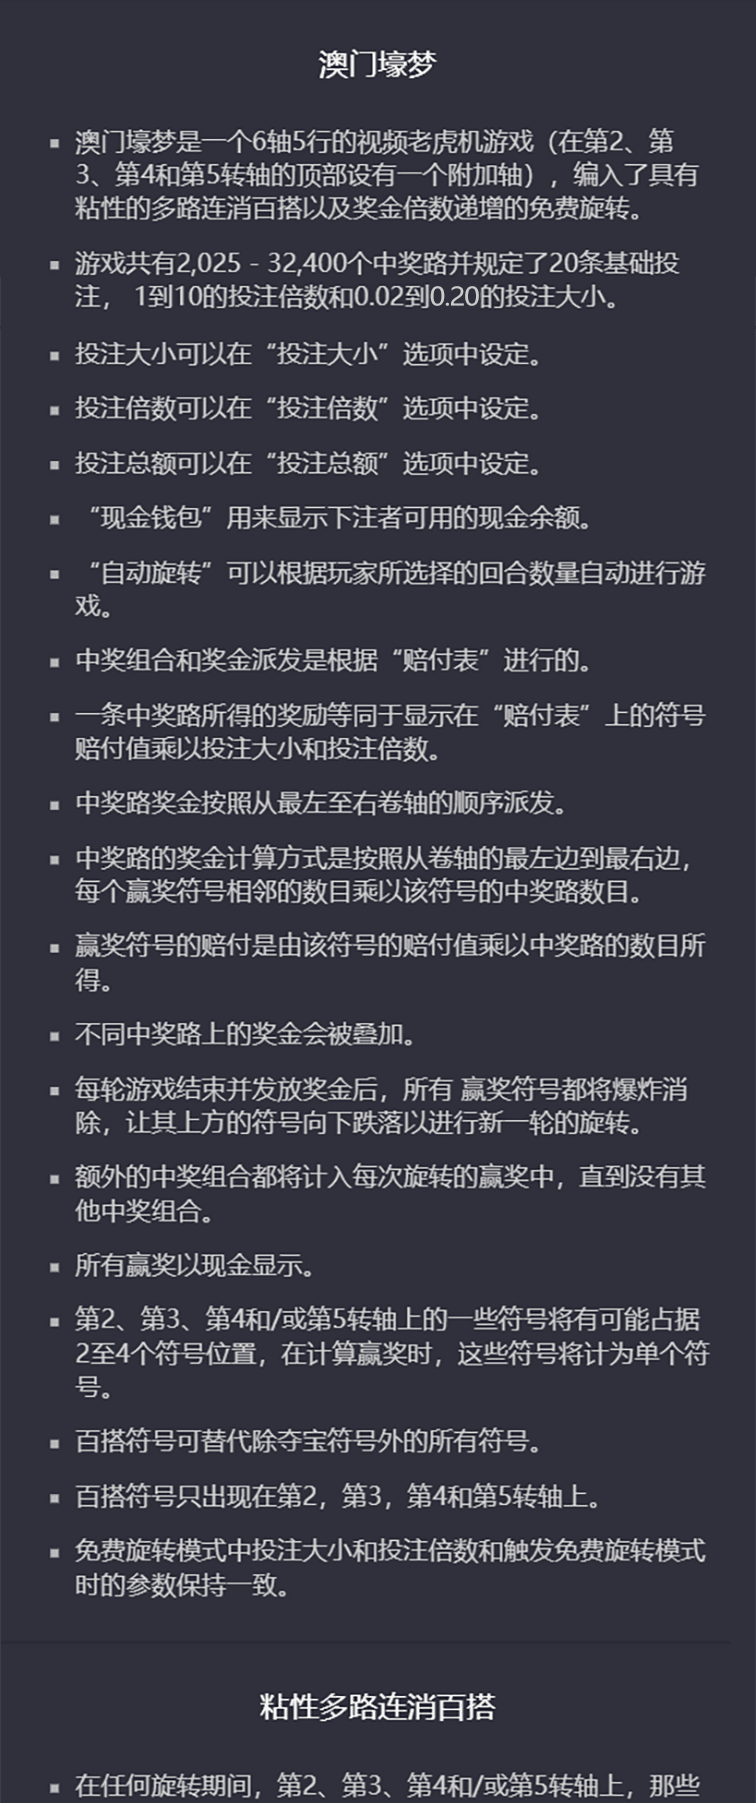 澳门壕梦
▪ 澳门壕梦是一个6轴5行的视频老虎机游戏（在第2、第
3、第4和第5转轴的顶部设有一个附加轴），编入了具有
粘性的多路连消百搭以及奖金倍数递增的免费旋转。
▪ 游戏共有2,025 - 32,400个中奖路并规定了20条基础投
注， 1到10的投注倍数和0.02到0.20的投注大小。
▪ 投注大小可以在“投注大小”选项中设定。
▪ 投注倍数可以在“投注倍数”选项中设定。
▪ 投注总额可以在“投注总额”选项中设定。
▪ “现金钱包”用来显示下注者可用的现金余额。
▪ “自动旋转”可以根据玩家所选择的回合数量自动进行游
戏。
▪ 中奖组合和奖金派发是根据“赔付表”进行的。
▪ 一条中奖路所得的奖励等同于显示在“赔付表”上的符号
赔付值乘以投注大小和投注倍数。
▪ 中奖路奖金按照从最左至右卷轴的顺序派发。
▪ 中奖路的奖金计算方式是按照从卷轴的最左边到最右边，
每个赢奖符号相邻的数目乘以该符号的中奖路数目。
▪ 赢奖符号的赔付是由该符号的赔付值乘以中奖路的数目所
得。
▪ 不同中奖路上的奖金会被叠加。
▪ 每轮游戏结束并发放奖金后，所有 赢奖符号都将爆炸消
除，让其上方的符号向下跌落以进行新一轮的旋转。
▪ 额外的中奖组合都将计入每次旋转的赢奖中，直到没有其
他中奖组合。
▪ 所有赢奖以现金显示。
▪ 第2、第3、第4和/或第5转轴上的一些符号将有可能占据
2至4个符号位置，在计算赢奖时，这些符号将计为单个符
号。
▪ 百搭符号可替代除夺宝符号外的所有符号。
▪ 百搭符号只出现在第2，第3，第4和第5转轴上。
▪ 免费旋转模式中投注大小和投注倍数和触发免费旋转模式
时的参数保持一致。
粘性多路连消百搭
▪ 在任何旋转期间，第2、第3、第4和/或第5转轴上，那些